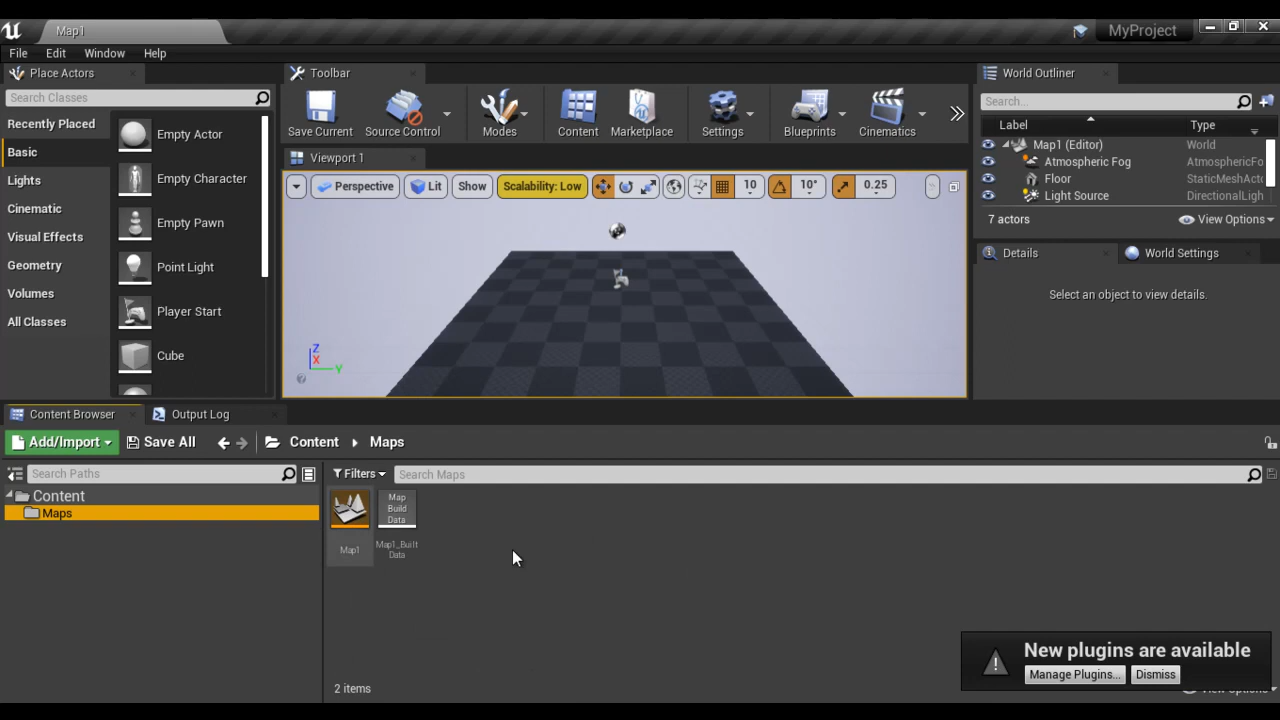 Map1
MyProject
File Edit Window Help
Place Actors
Toolbar
World Outliner
Search Classes
Recently Placed
Basic
Lights
Cinematic
Visual Effects
Geometry
Volumes
All Classes
Empty Actor
Empty Character
Empty Pawn
Point Light
Player Start
Cube
Save Current
Source Control
Modes
Content
Marketplace
Settings
Blueprints
Cinematics
Viewport 1
Perspective
Lit
Show
Scalability: Low
10
10°
0.25
Z
X
Y
Search...
Label Type
Map1 (Editor) World
Atmospheric Fog AtmosphericFo
Floor StaticMeshActo
Light Source DirectionalLigh
7 actors
View Options
Details
World Settings
Select an object to view details.
Content Browser
Output Log
Add/Import
Save All
Content
Maps
Search Paths
Filters
Search Maps
Content
Maps
Map
Build
Data
Map1
Map1_Built
Data
2 items
New plugins are available
Manage Plugins...
Dismiss